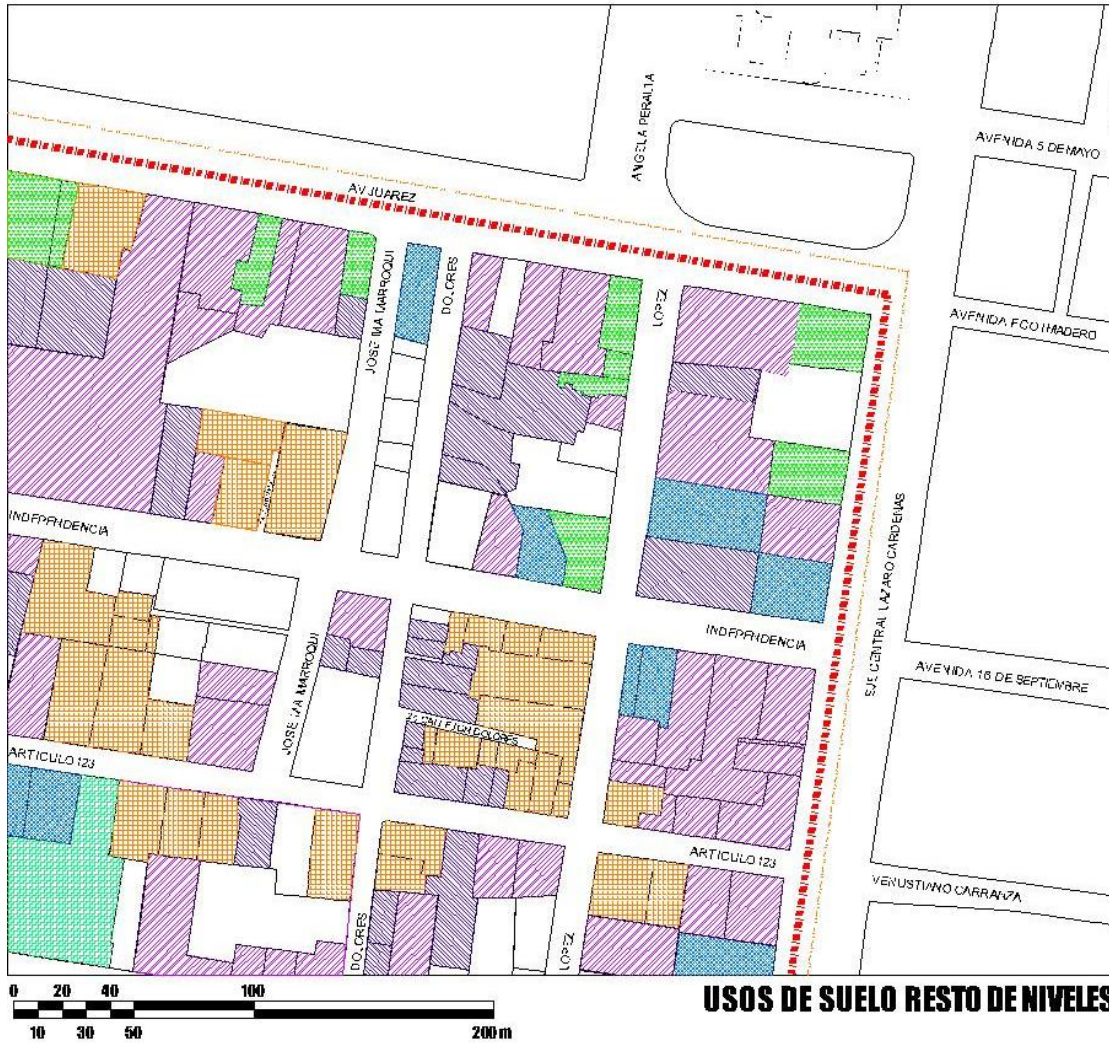 ANGELA PERALTA
AVENIDA 5 DE MAYO
AV JUAREZ
JOSE MA MARROQUI
DOLORES
LOPEZ
AVENIDA FCO I MADERO
INDEPENDENCIA
EJE CENTRAL LAZARO CARDENAS
INDEPENDENCIA
JOSE MA MARROQUI
AVENIDA 16 DE SEPTIEMBRE
CALLEJON DOLORES
ARTICULO 123
ARTICULO 123
VENUSTIANO CARRANZA
DOLORES
LOPEZ
0 20 40 100
10 30 50 200 m
USOS DE SUELO RESTO DE NIVELES